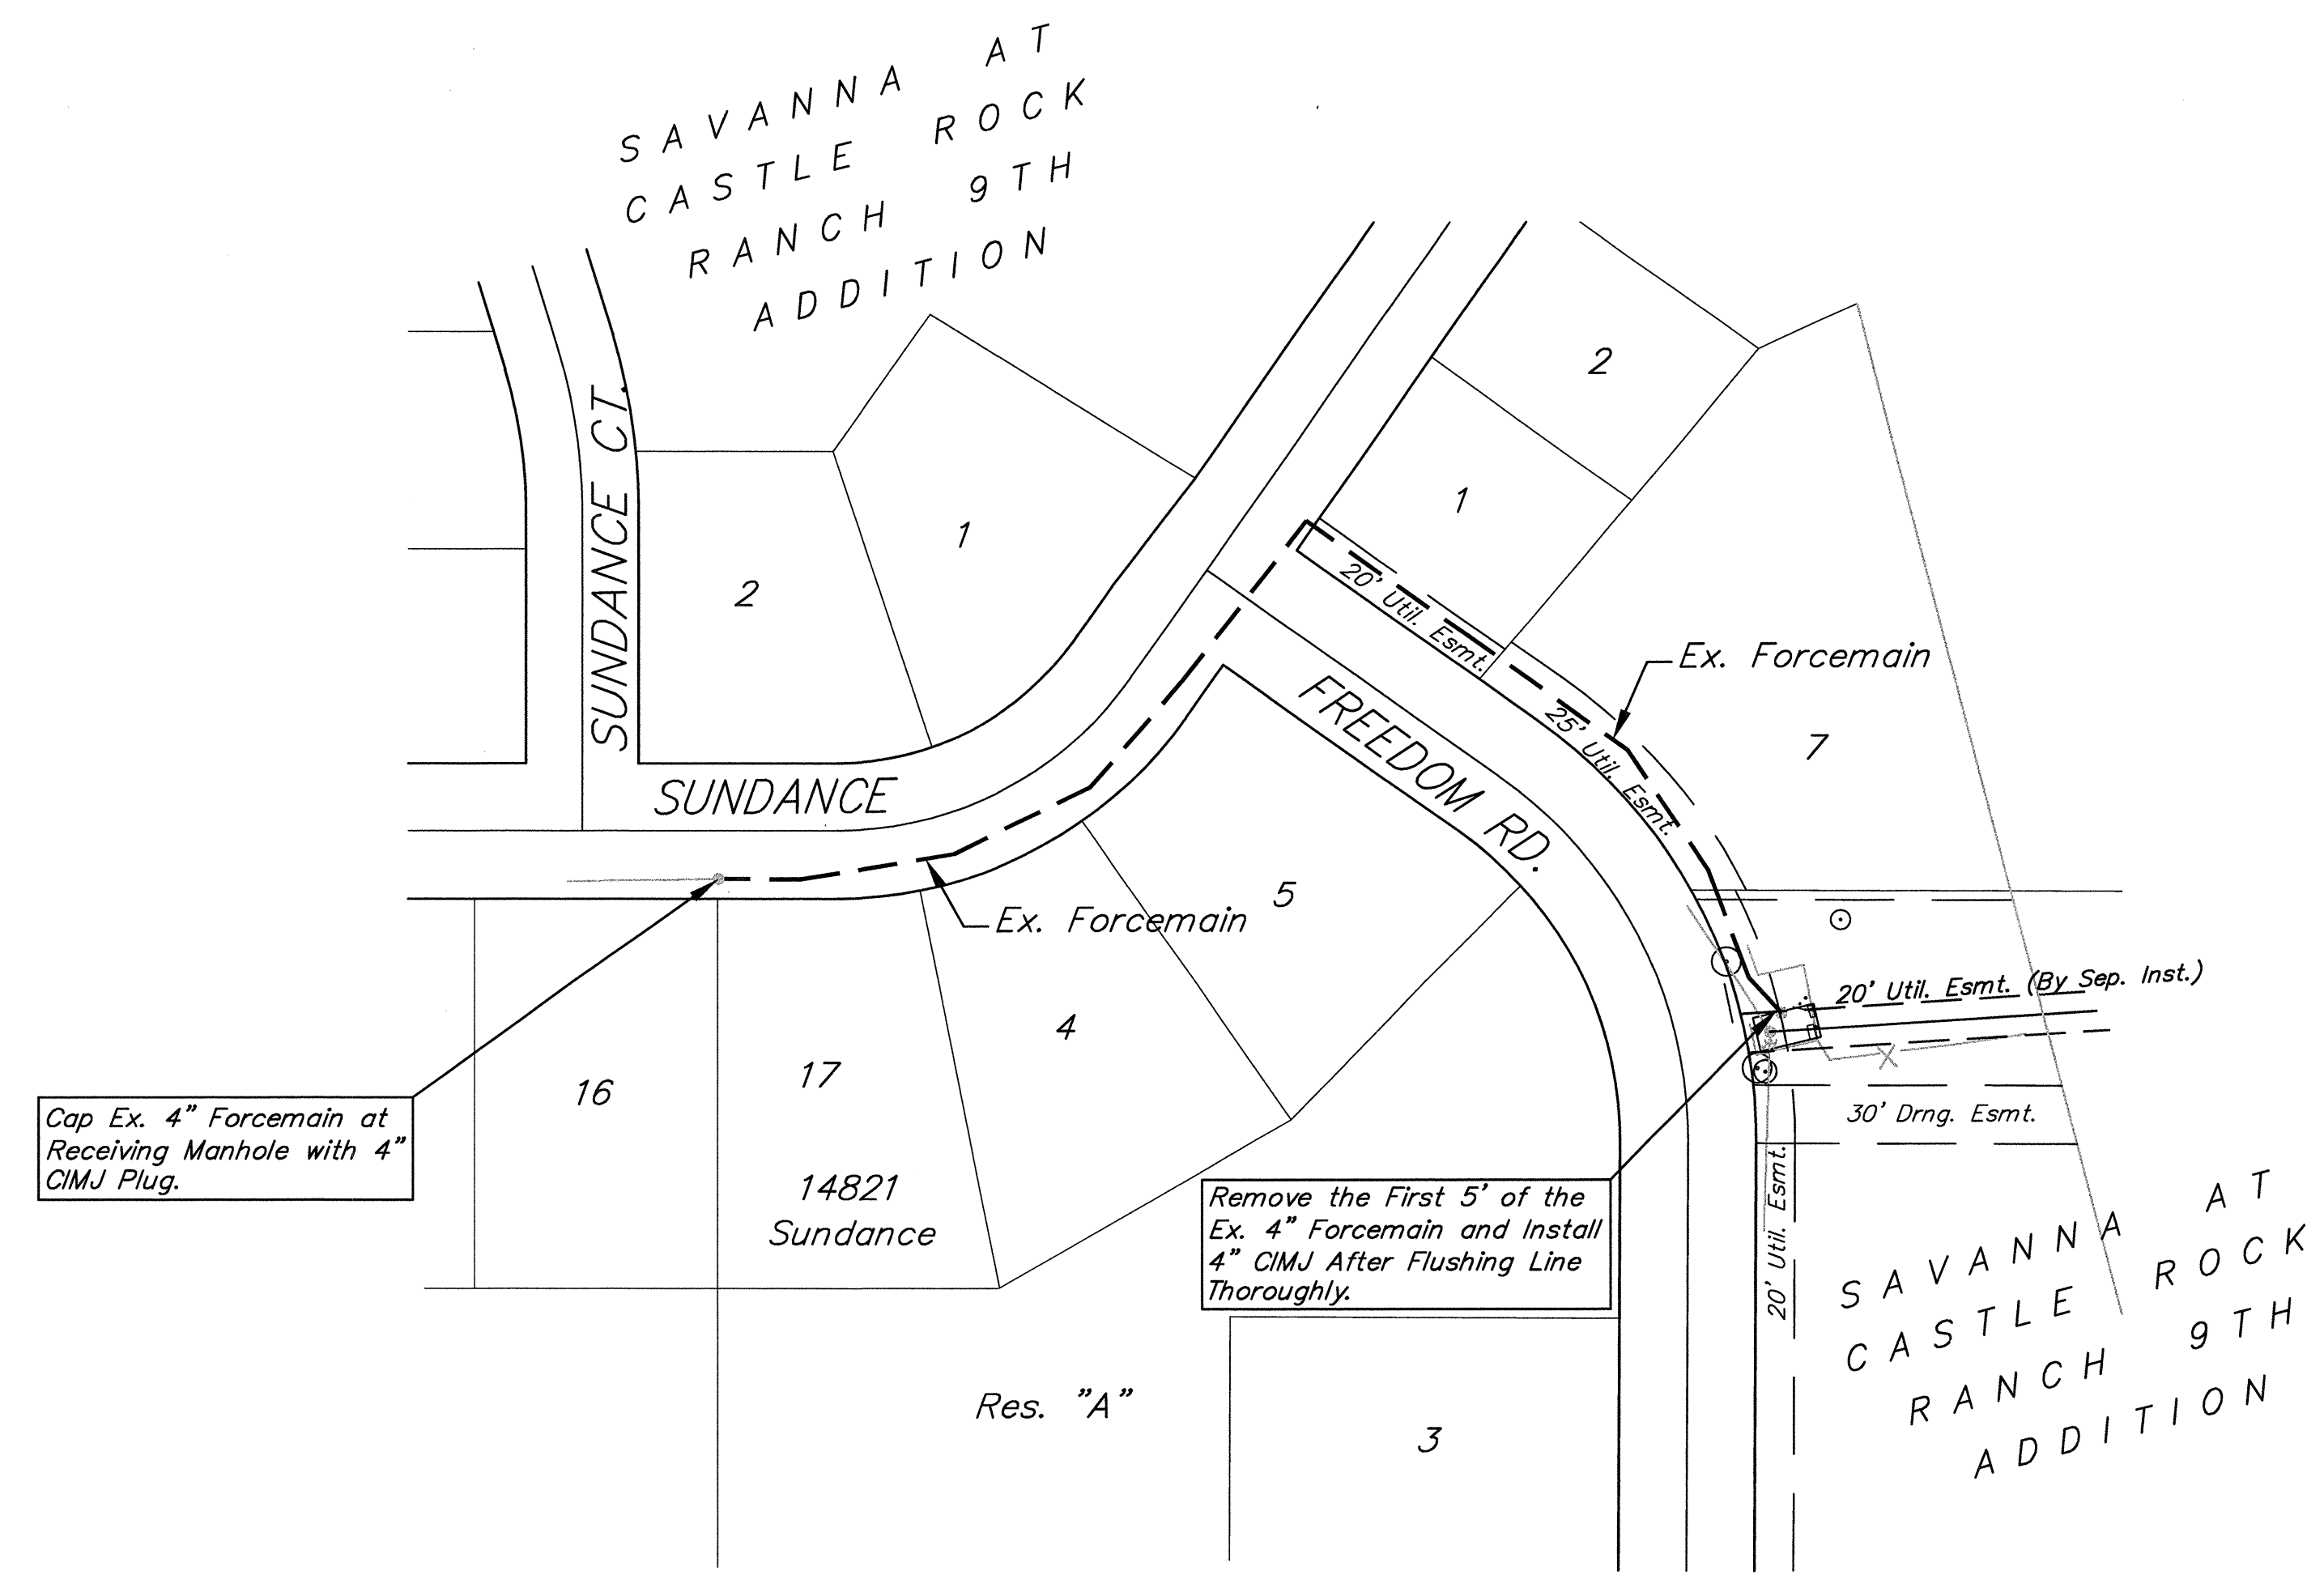 SAVANNA AT
CASTLE ROCK
RANCH 9TH
ADDITION
SUNDANCE CT.
2
1
2
1
20' Util. Esmt.
Ex. Forcemain
25' Util. Esmt.
7
SUNDANCE
FREEDOM RD.
5
Ex. Forcemain
20' Util. Esmt. (By Sep. Inst.)
4
17
16
30' Drng. Esmt.
Cap Ex. 4" Forcemain at
Receiving Manhole with 4"
CIMJ Plug.
14821
Sundance
Remove the First 5' of the
Ex. 4" Forcemain and Install
4" CIMJ After Flushing Line
Thoroughly.
20' Util. Esmt.
SAVANNA AT
CASTLE ROCK
RANCH 9TH
ADDITION
Res. "A"
3